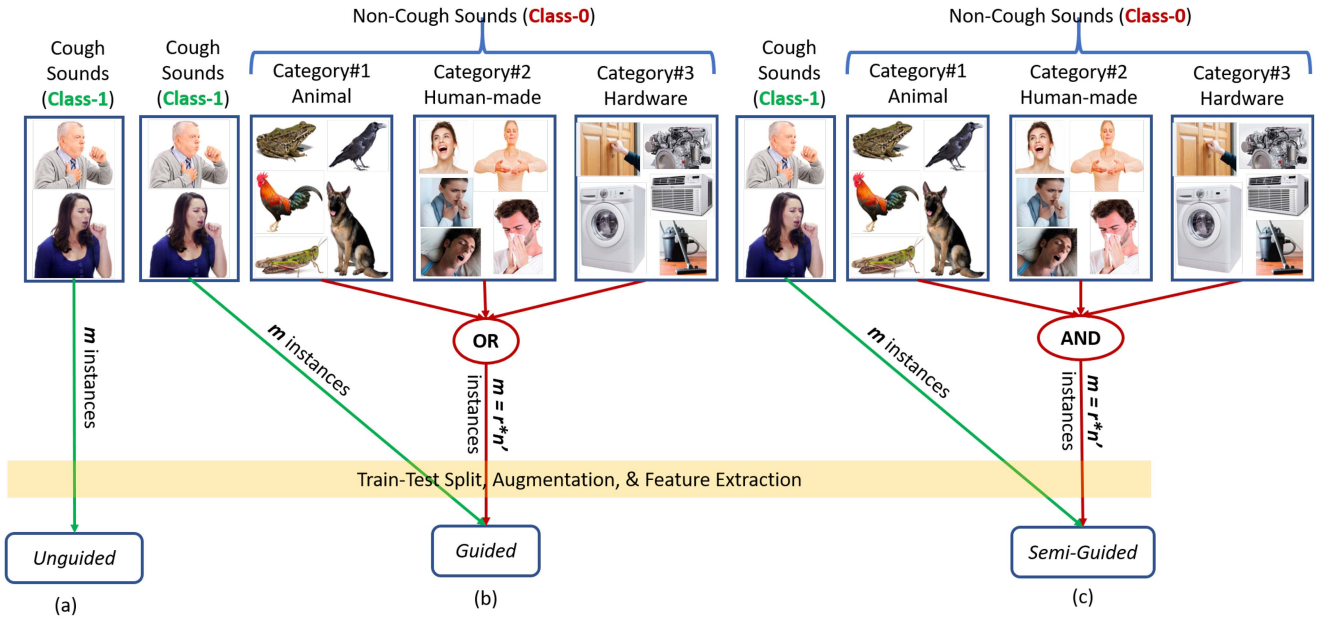 Non-Cough Sounds (Class-0)
Cough
Sounds
(Class-1)
Cough
Sounds
(Class-1)
Category#1
Animal
Category#2
Human-made
Category#3
Hardware
OR
m instances
m instances
m = r*n’
instances
Non-Cough Sounds (Class-0)
Cough
Sounds
(Class-1)
Category#1
Animal
Category#2
Human-made
Category#3
Hardware
AND
m instances
m = r*n’
instances
Train-Test Split, Augmentation, & Feature Extraction
Unguided
Guided
Semi-Guided
(a)
(b)
(c)